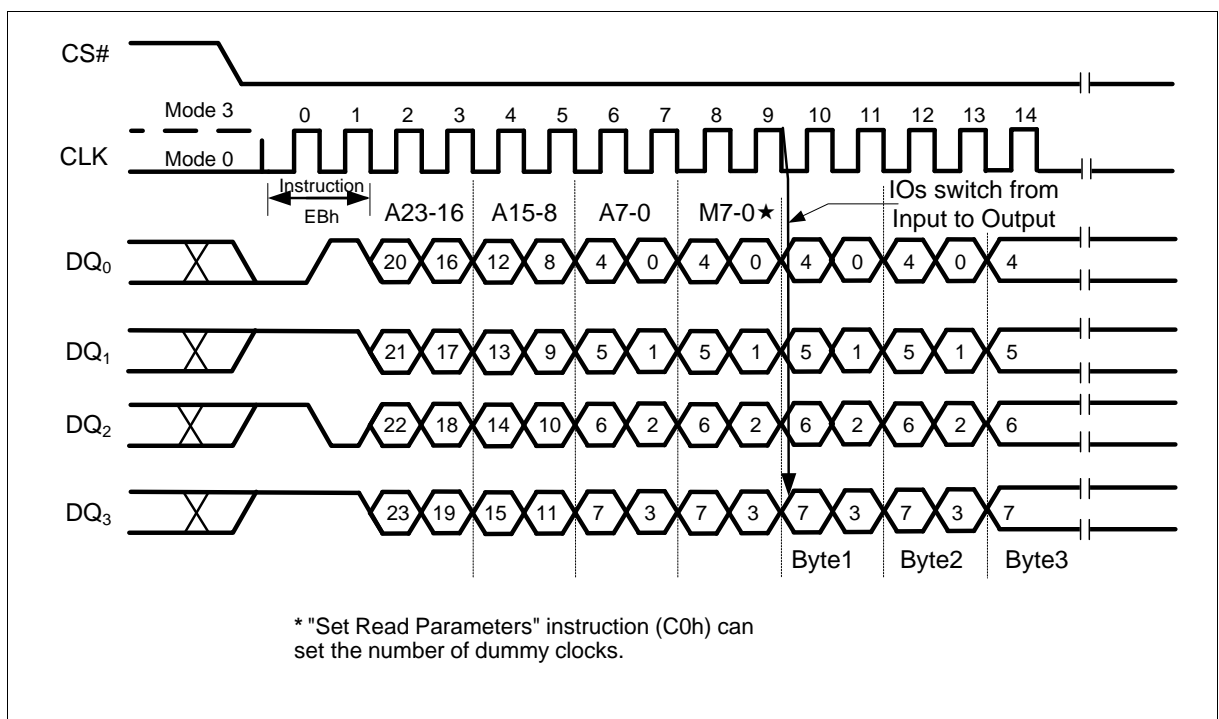 CS#
Mode 3
0 1 2 3 4 5 6 7 8 9 10 11 12 13 14
CLK
Mode 0
Instruction
IOs switch from
EBh
A23-16 A15-8 A7-0 M7-0★
Input to Output
DQ0
20 16 12 8 4 0 4 0 4 0 4 0 4
DQ1
21 17 13 9 5 1 5 1 5 1 5 1 5
DQ2
22 18 14 10 6 2 6 2 6 2 6 2 6
DQ3
23 19 15 11 7 3 7 3 7 3 7 3 7
Byte1 Byte2 Byte3
* "Set Read Parameters" instruction (C0h) can
set the number of dummy clocks.